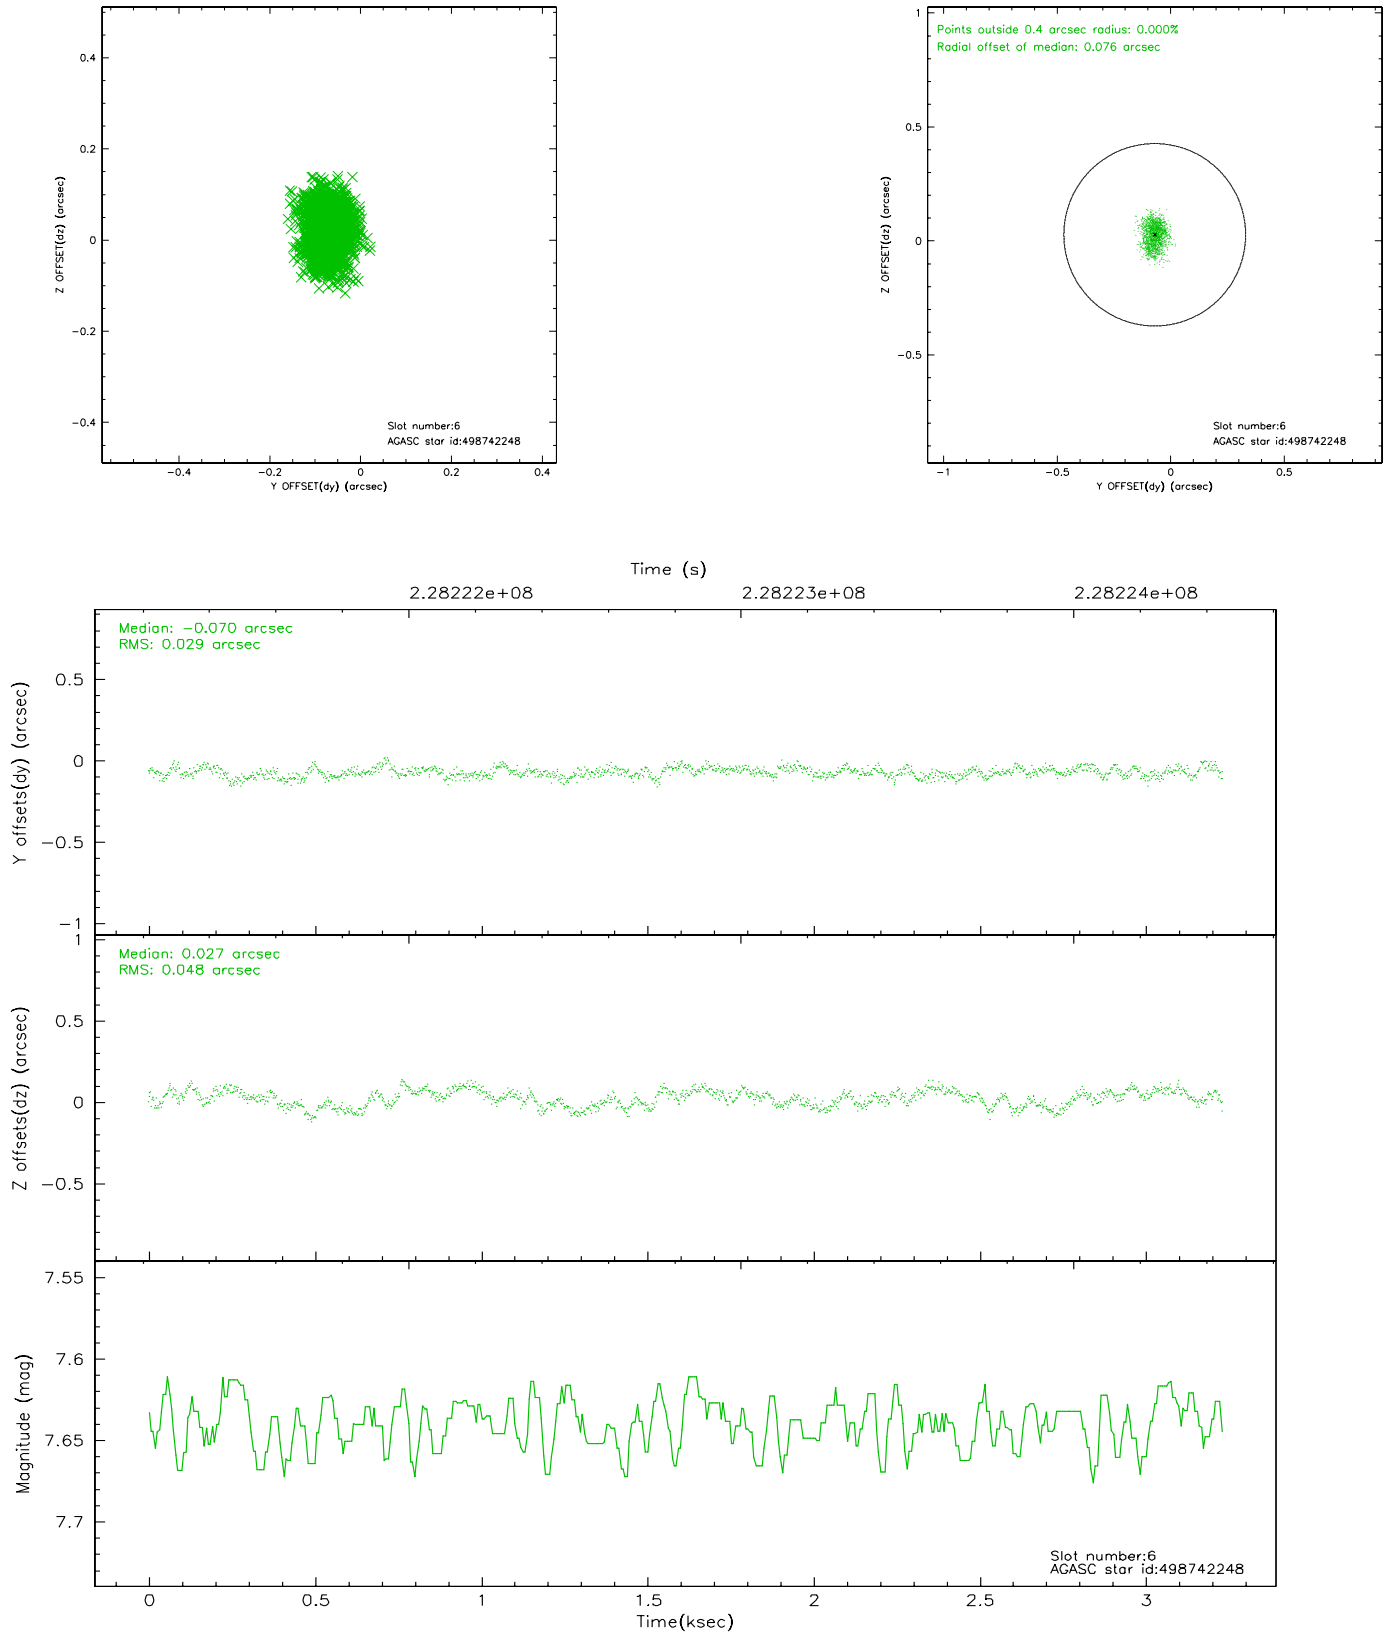 0.4
0.2
0
−0.2
−0.4
Z OFFSET(dz) (arcsec)
Slot number:6
AGASC star id:498742248
−0.4
−0.2
0
0.2
0.4
Y OFFSET(dy) (arcsec)
Points outside 0.4 arcsec radius: 0.000%
Radial offset of median: 0.076 arcsec
1
0.5
0
−0.5
Z OFFSET(dz) (arcsec)
Slot number:6
AGASC star id:498742248
−1
−0.5
0
0.5
Y OFFSET(dy) (arcsec)
Time (s)
2.28222e+08
2.28223e+08
2.28224e+08
Median: −0.070 arcsec
RMS: 0.029 arcsec
0.5
0
−0.5
−1
Y offsets(dy) (arcsec)
Median: 0.027 arcsec
RMS: 0.048 arcsec
1
0.5
0
−0.5
Z offsets(dz) (arcsec)
7.55
7.6
7.65
7.7
Magnitude (mag)
Slot number:6
AGASC star id:498742248
0
0.5
1
1.5
2
2.5
3
Time(ksec)